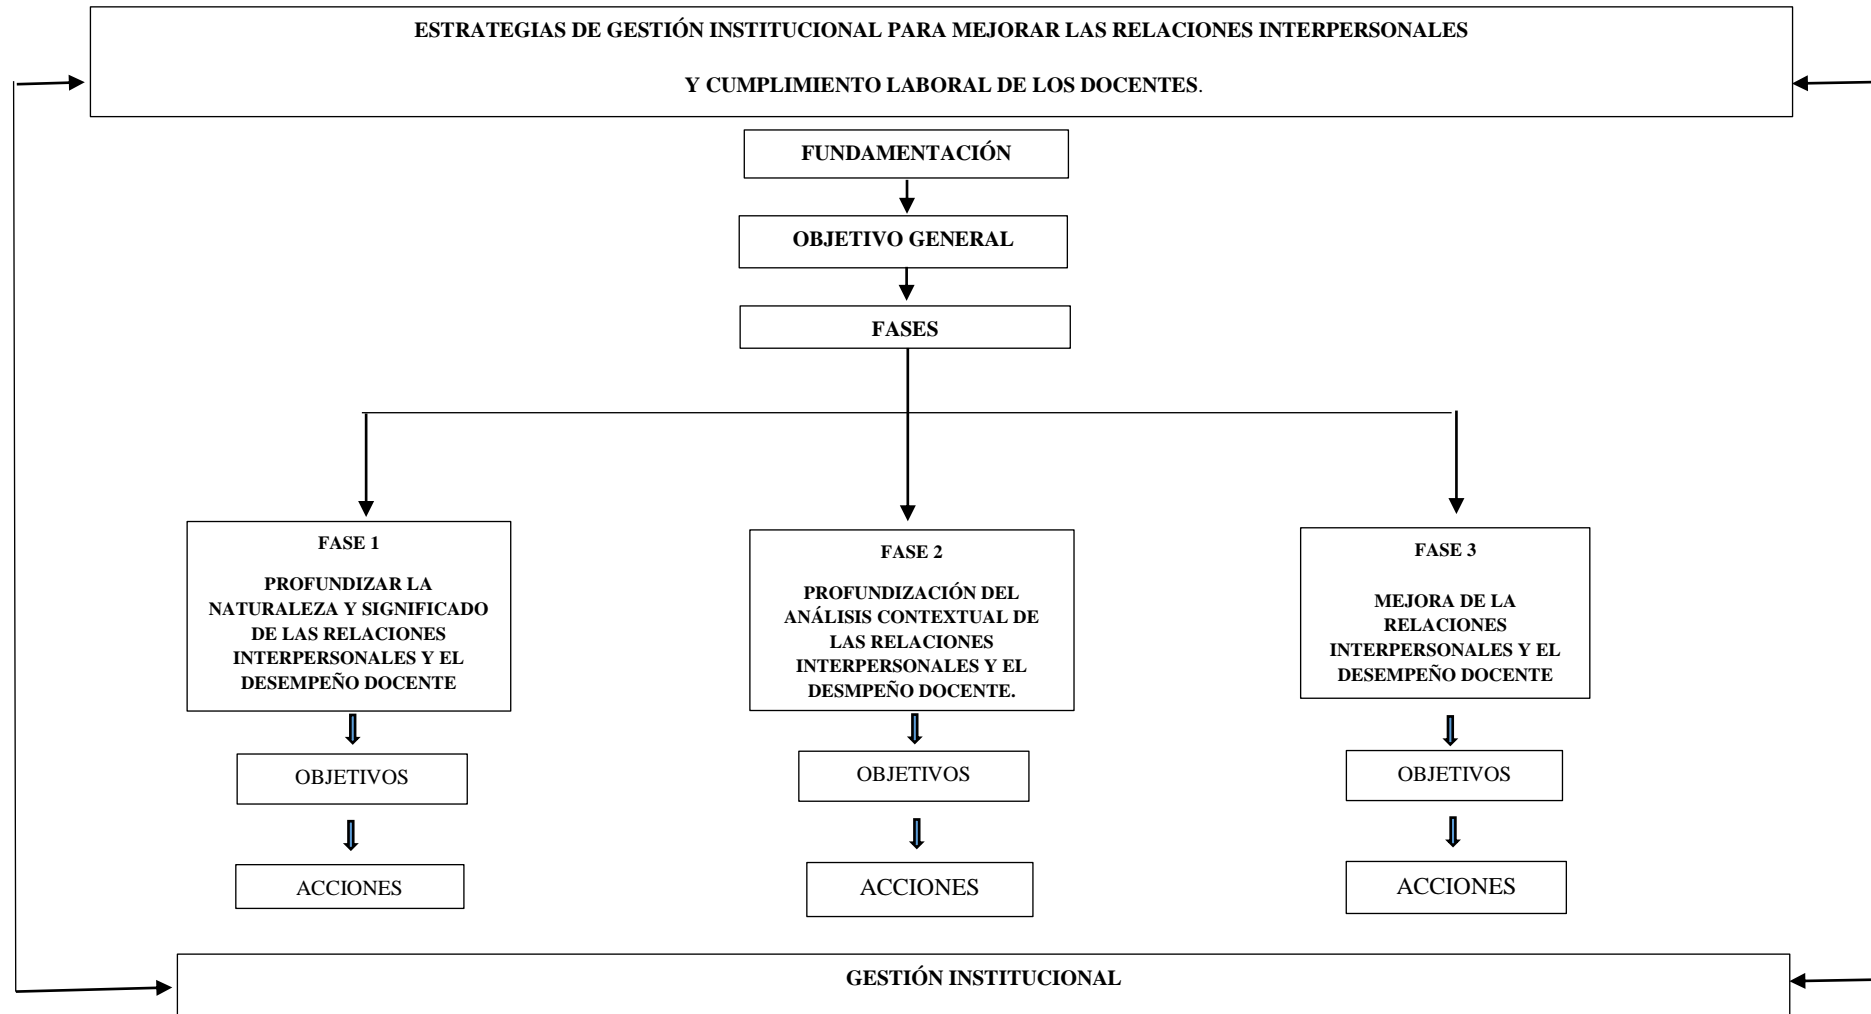 ESTRATEGIAS DE GESTIÓN INSTITUCIONAL PARA MEJORAR LAS RELACIONES INTERPERSONALES
Y CUMPLIMIENTO LABORAL DE LOS DOCENTES.
FUNDAMENTACIÓN
OBJETIVO GENERAL
FASES
FASE 1
PROFUNDIZAR LA
NATURALEZA Y SIGNIFICADO
DE LAS RELACIONES
INTERPERSONALES Y EL
DESEMPEÑO DOCENTE
OBJETIVOS
ACCIONES
FASE 2
PROFUNDIZACIÓN DEL
ANÁLISIS CONTEXTUAL DE
LAS RELACIONES
INTERPERSONALES Y EL
DESMPEÑO DOCENTE.
OBJETIVOS
ACCIONES
FASE 3
MEJORA DE LA
RELACIONES
INTERPERSONALES Y EL
DESEMPEÑO DOCENTE
OBJETIVOS
ACCIONES
GESTIÓN INSTITUCIONAL